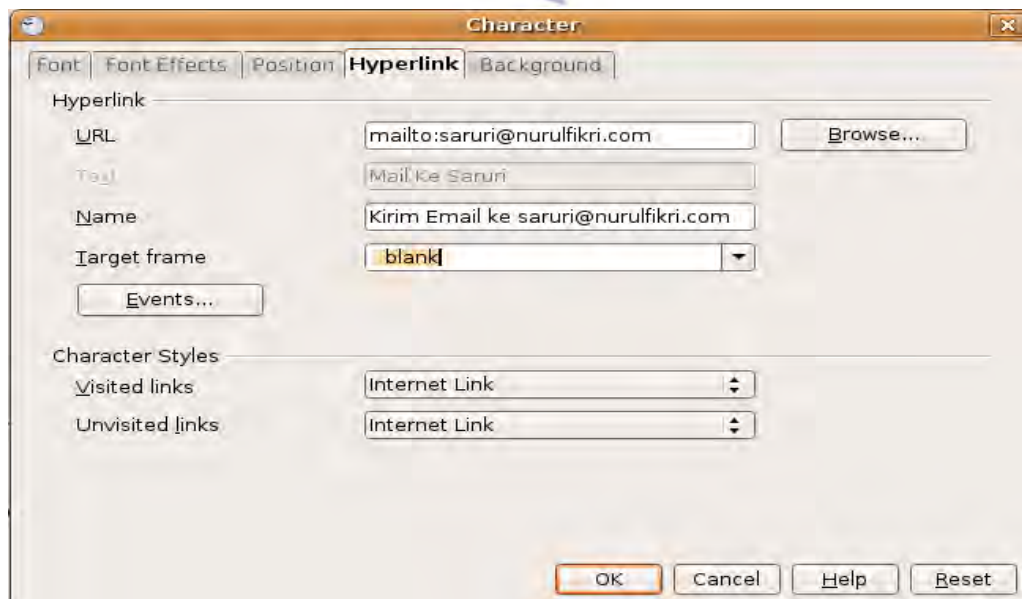 Character
Font Font Effects Position Hyperlink Background
Hyperlink
URL mailto:saruri@nurulfikri.com Browse...
Text Mail Ke Saruri
Name Kirim Email ke saruri@nurulfikri.com
Target frame blank
Events...
Character Styles
Visited links Internet Link
Unvisited links Internet Link
OK Cancel Help Reset